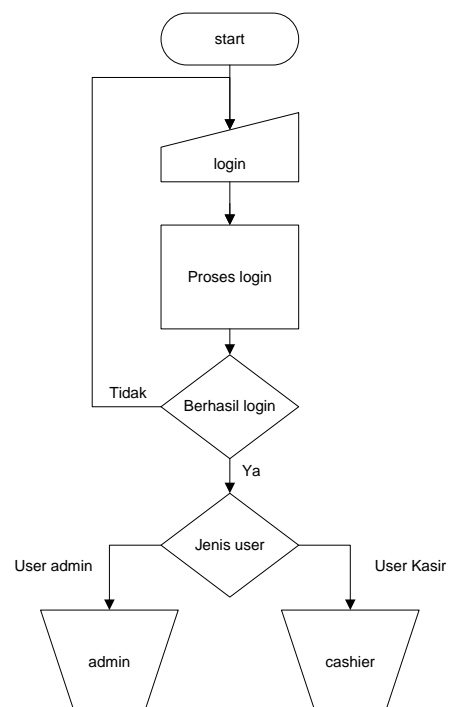 start
login
Proses login
Tidak
Berhasil login
Ya
Jenis user
User admin
User Kasir
admin
cashier